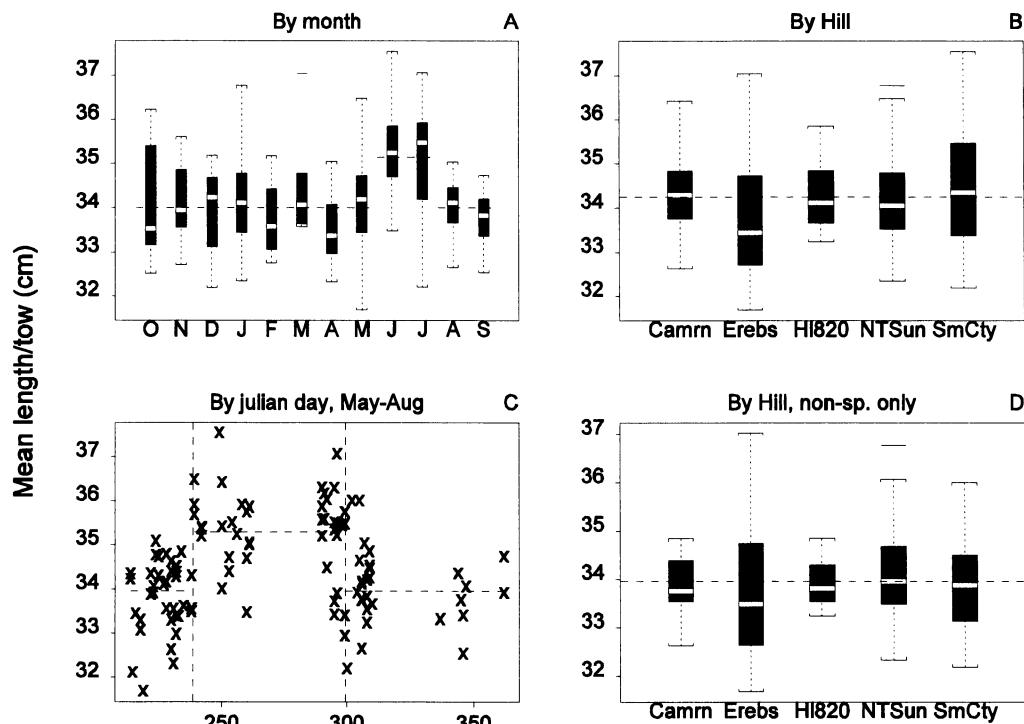 By month A
37
36
35
34
33
32
O N D J F M A M J J A S
By Hill B
37
36
35
34
33
32
Camrn Erebs Hl820 NTSun SmCty
Mean length/tow (cm)
By julian day, May-Aug C
37
36
35
34
33
32
250 300 350
By Hill, non-sp. only D
37
36
35
34
33
32
Camrn Erebs Hl820 NTSun SmCty